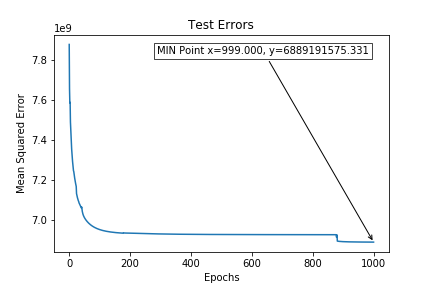 Test Errors
1e9
MIN Point x=999.000, y=6889191575.331
7.8
7.6
7.4
7.2
7.0
Mean Squared Error
0 200 400 600 800 1000
Epochs